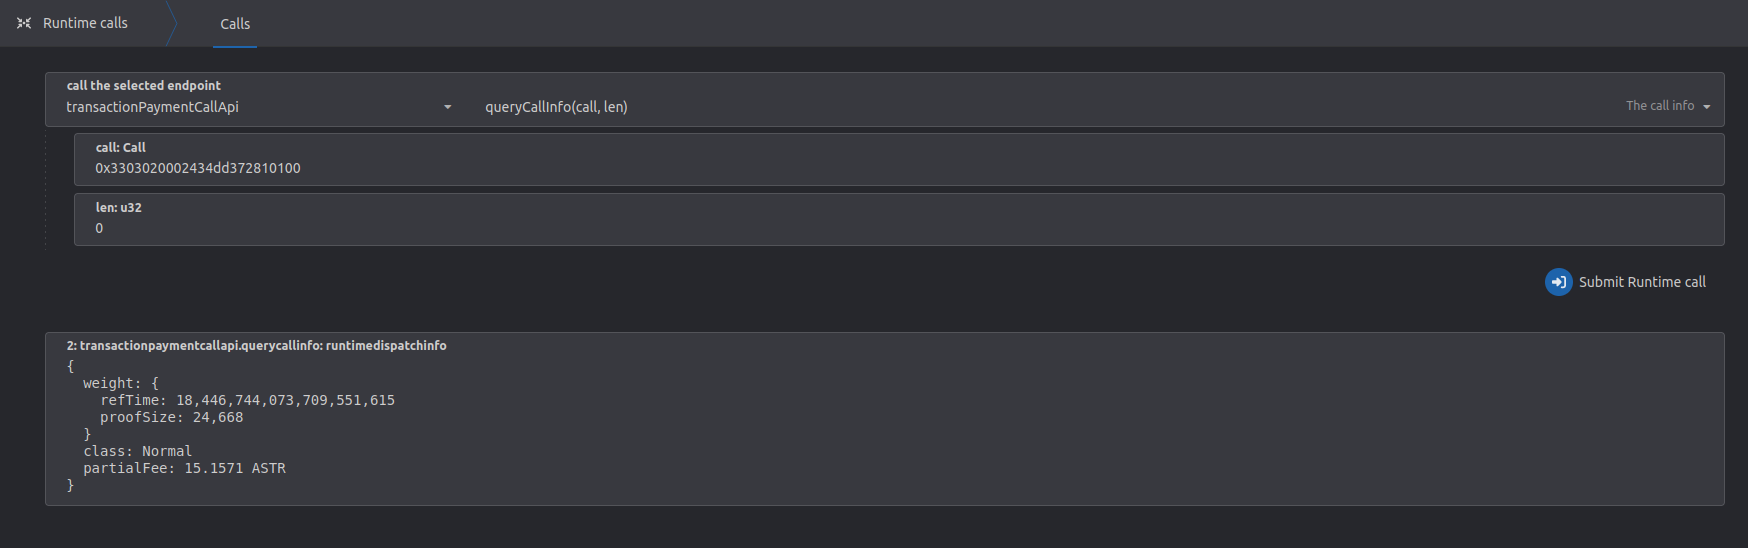 Runtime calls
Calls
call the selected endpoint
transactionPaymentCallApi
queryCallInfo(call, len)
The call info
call: Call
0x3303020002434dd372810100
len: u32
0
Submit Runtime call
2: transactionpaymentcallapi.querycallinfo: runtimedispatchinfo
{
  weight: {
    refTime: 18,446,744,073,709,551,615
    proofSize: 24,668
  }
  class: Normal
  partialFee: 15.1571 ASTR
}